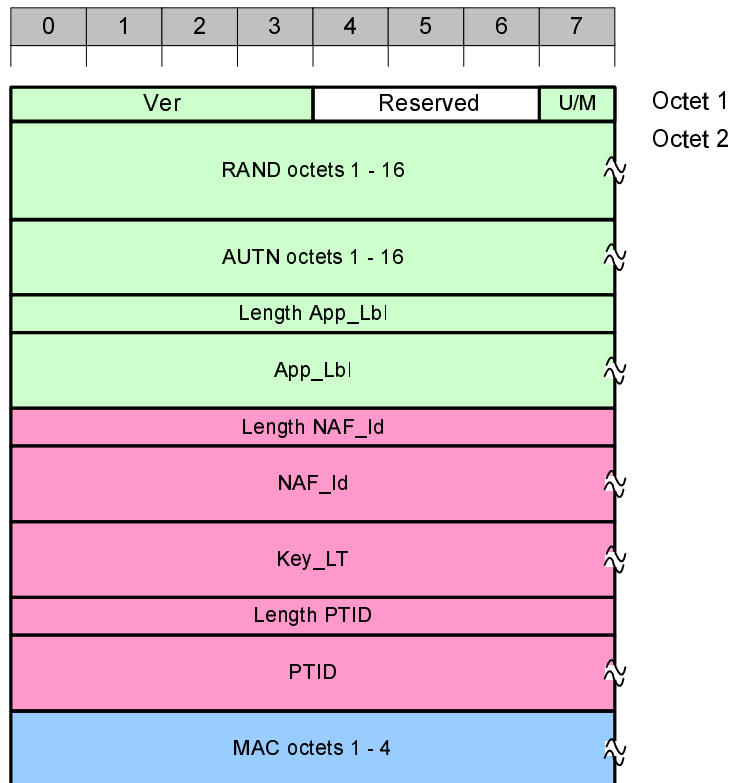 0 1 2 3 4 5 6 7
Ver Reserved U/M Octet 1
Octet 2
RAND octets 1 - 16
AUTN octets 1 - 16
Length App_Lbl
App_Lbl
Length NAF_Id
NAF_Id
Key_LT
Length PTID
PTID
MAC octets 1 - 4